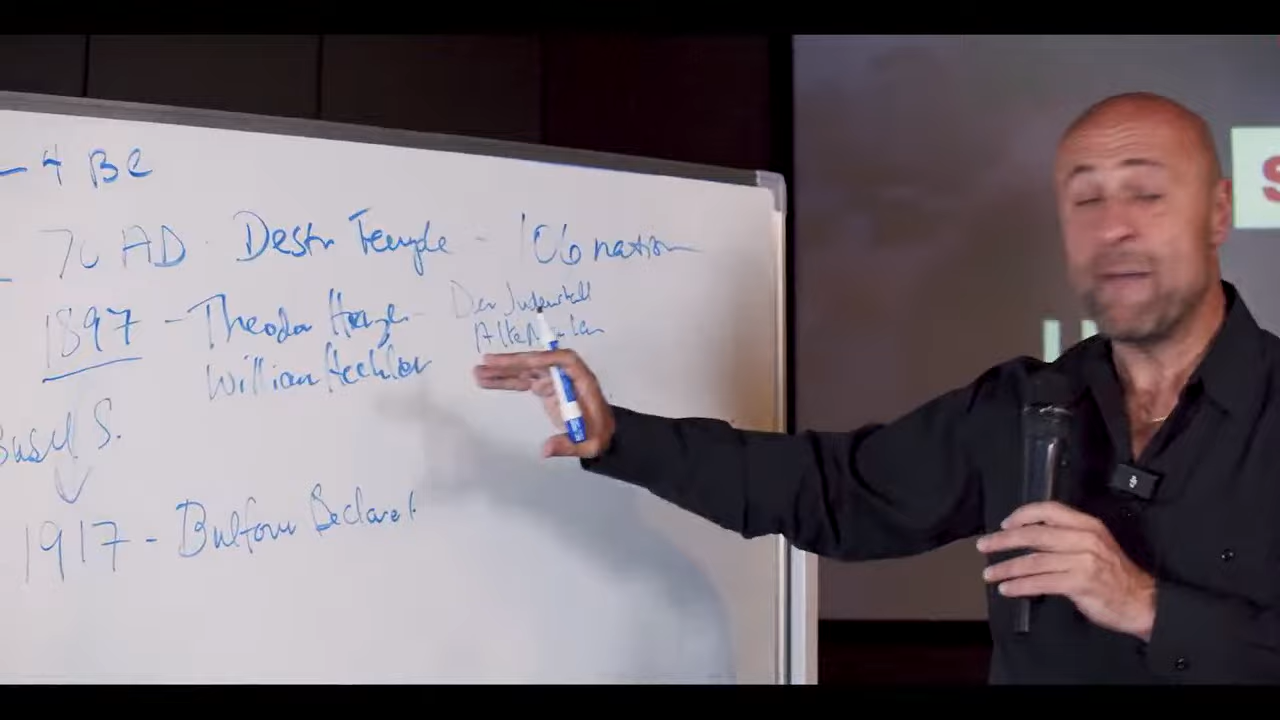 - 4 BC
70 AD - Destr Temple - 106 nation
1897 - Theodor Herzl - Der Judenstaat
Altneulan
William Hechler
Basel S.
1917 - Balfour Declarat
S